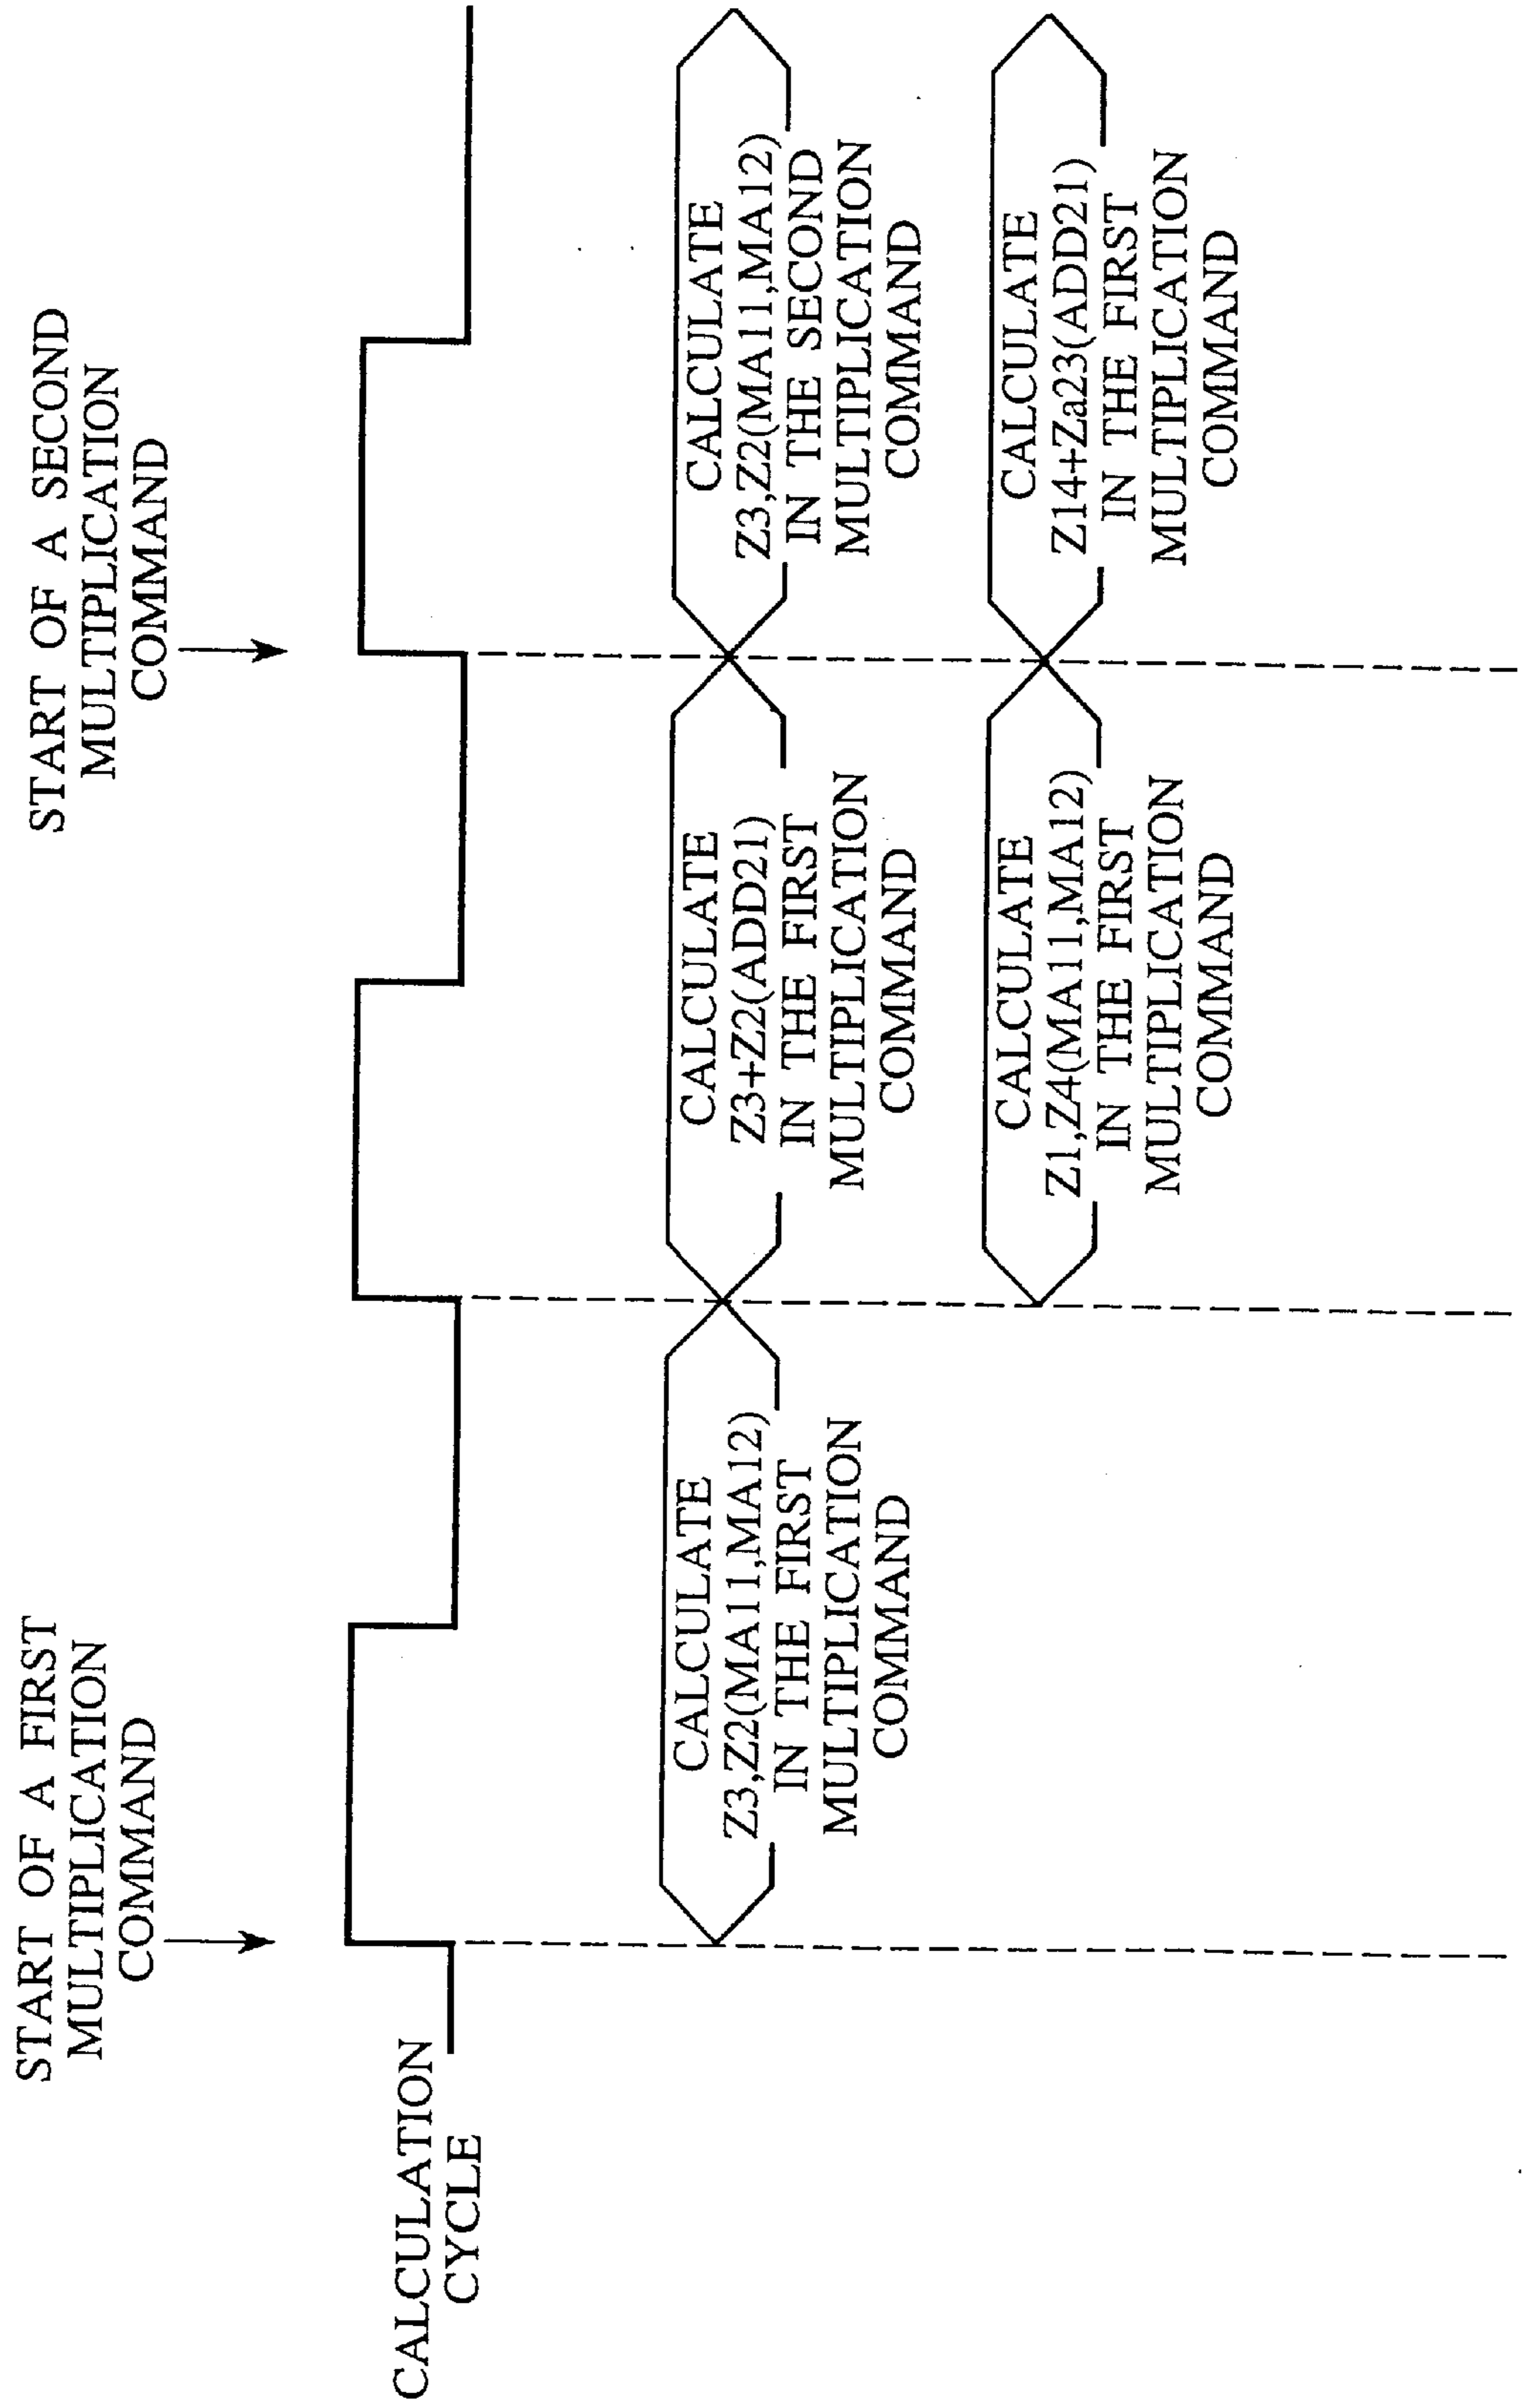 START OF A FIRST
MULTIPLICATION
COMMAND
START OF A SECOND
MULTIPLICATION
COMMAND
CALCULATION
CYCLE
CALCULATE
Z3,Z2(MA11,MA12)
IN THE FIRST
MULTIPLICATION
COMMAND
CALCULATE
Z3+Z2(ADD21)
IN THE FIRST
MULTIPLICATION
COMMAND
CALCULATE
Z3,Z2(MA11,MA12)
IN THE SECOND
MULTIPLICATION
COMMAND
CALCULATE
Z1,Z4(MA11,MA12)
IN THE FIRST
MULTIPLICATION
COMMAND
CALCULATE
Z14+Za23(ADD21)
IN THE FIRST
MULTIPLICATION
COMMAND